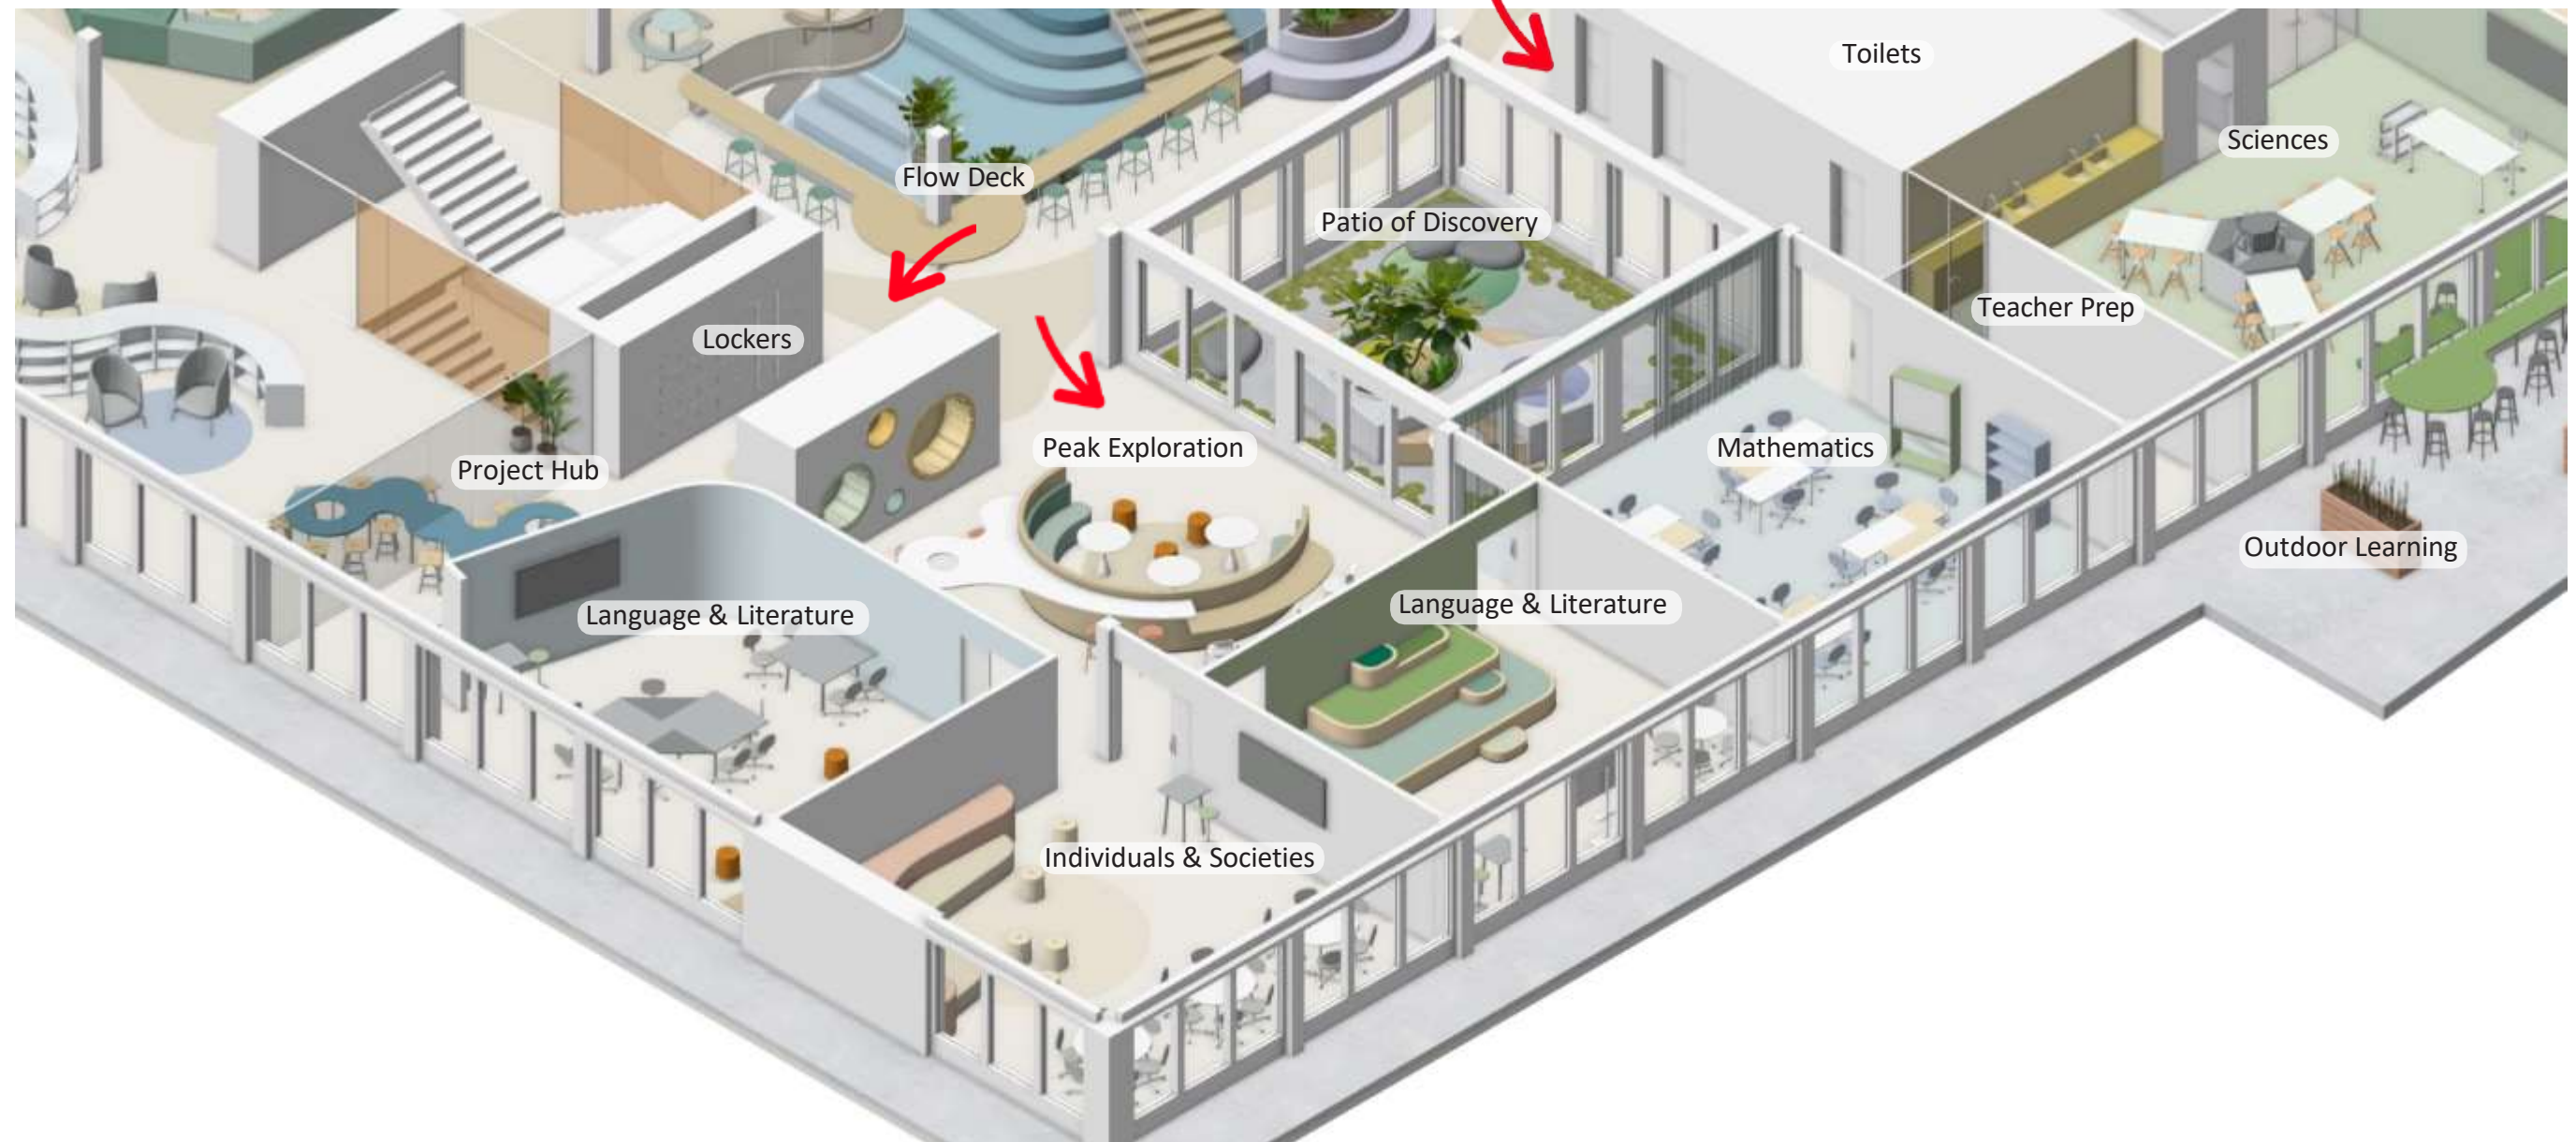 Toilets
Sciences
Flow Deck
Patio of Discovery
Teacher Prep
Lockers
Peak Exploration
Mathematics
Project Hub
Outdoor Learning
Language & Literature
Language & Literature
Individuals & Societies